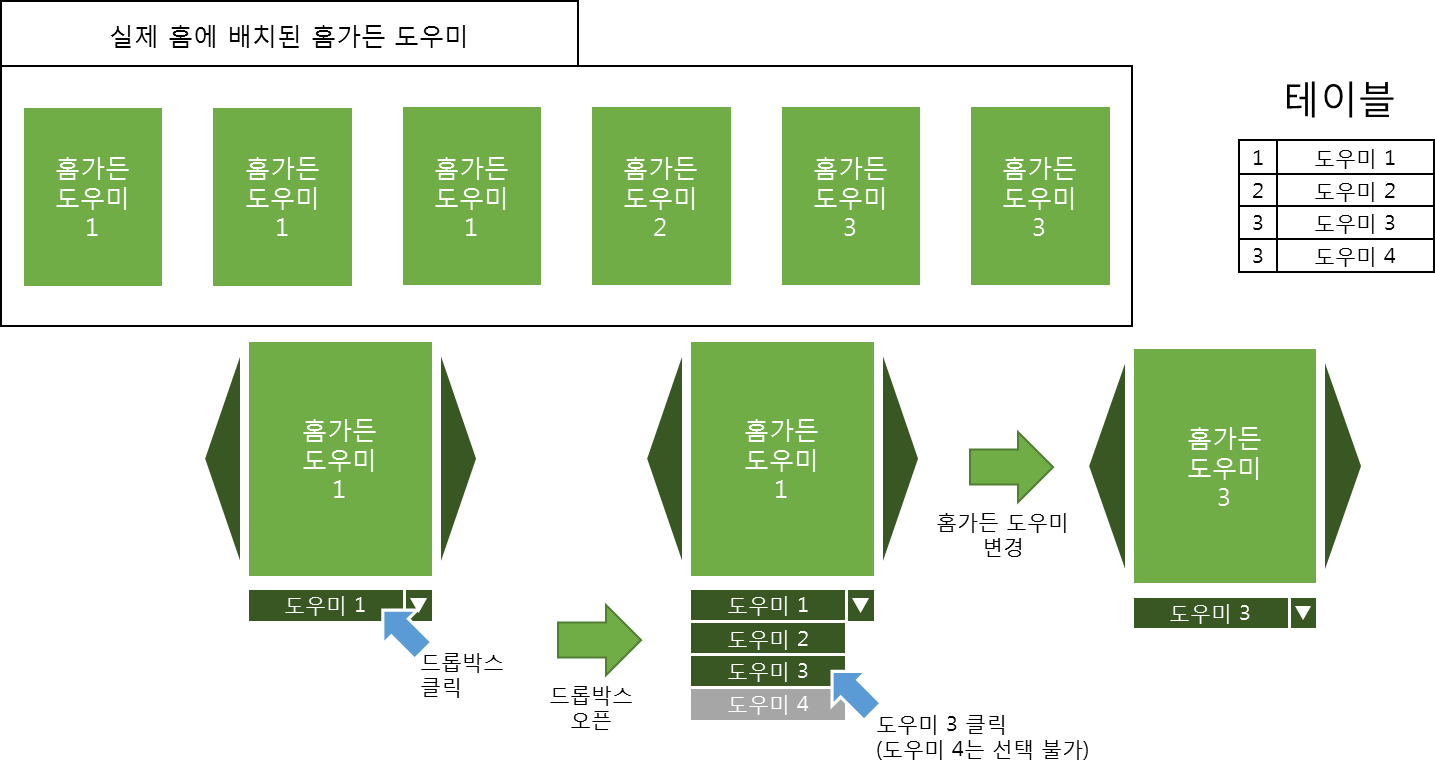 실제 홈에 배치된 홈가든 도우미
홈가든
도우미
1
홈가든
도우미
1
홈가든
도우미
1
홈가든
도우미
2
홈가든
도우미
3
홈가든
도우미
3
테이블
1 도우미 1
2 도우미 2
3 도우미 3
3 도우미 4
홈가든
도우미
1
도우미 1 ▼
드롭박스
클릭
드롭박스
오픈
홈가든
도우미
1
도우미 1 ▼
도우미 2
도우미 3
도우미 4
도우미 3 클릭
(도우미 4는 선택 불가)
홈가든 도우미
변경
홈가든
도우미
3
도우미 3 ▼